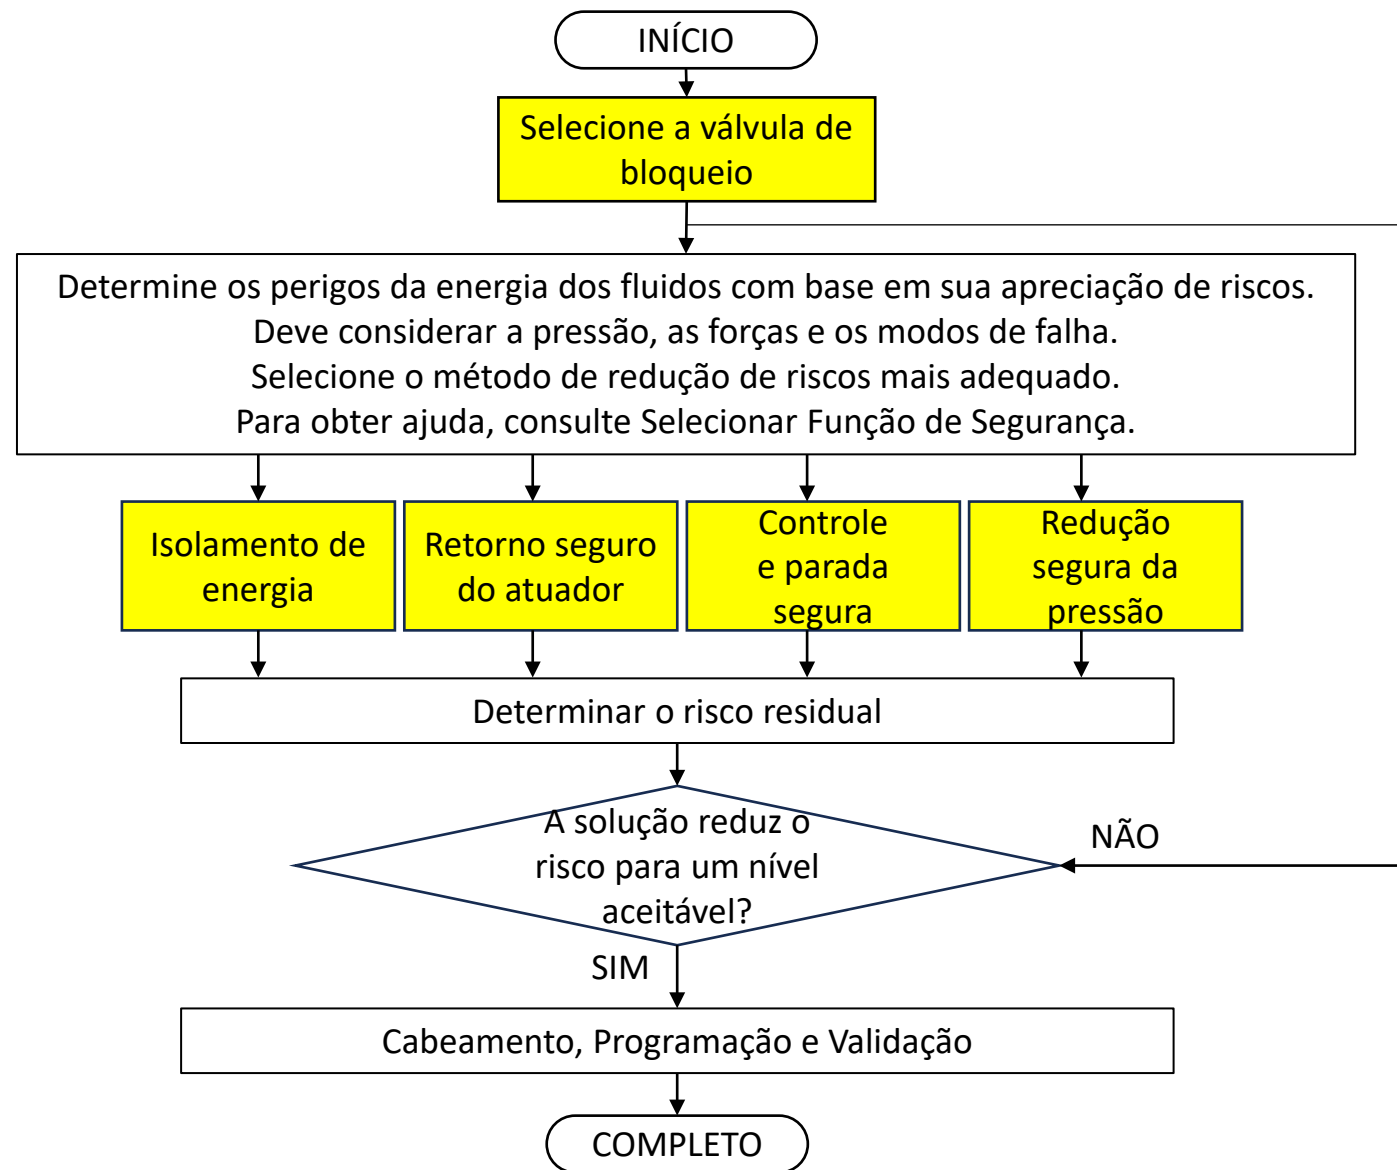 INÍCIO
Selecione a válvula de
bloqueio
Determine os perigos da energia dos fluidos com base em sua apreciação de riscos.
Deve considerar a pressão, as forças e os modos de falha.
Selecione o método de redução de riscos mais adequado.
Para obter ajuda, consulte Selecionar Função de Segurança.
Isolamento de
energia
Retorno seguro
do atuador
Controle
e parada
segura
Redução
segura da
pressão
Determinar o risco residual
A solução reduz o
risco para um nível
aceitável?
NÃO
SIM
Cabeamento, Programação e Validação
COMPLETO